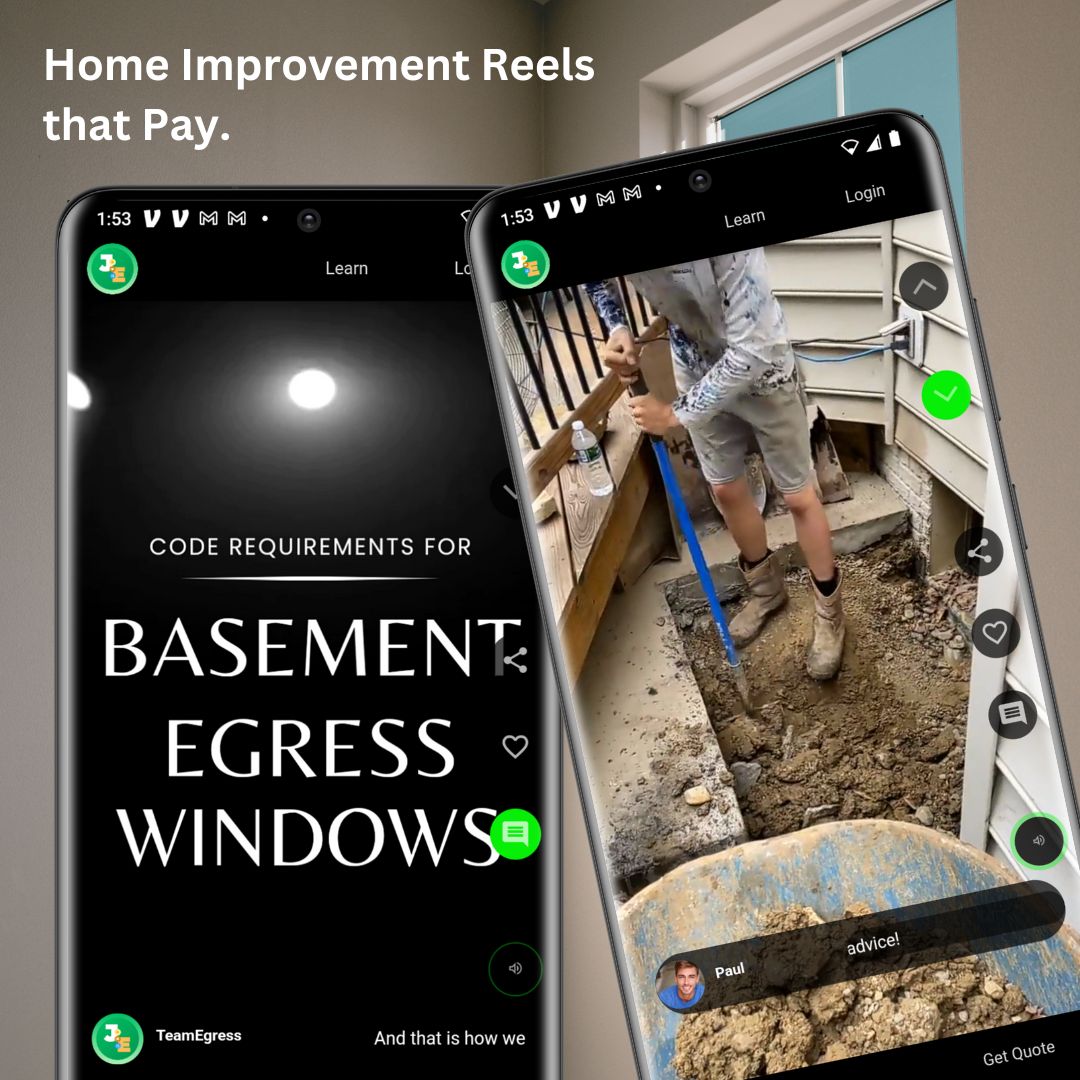 Home Improvement Reels
that Pay.
1:53
Learn
Lo
CODE REQUIREMENTS FOR
BASEMENT
EGRESS
WINDOWS
TeamEgress
And that is how we
1:53
Learn
Login
Paul
advice!
Get Quote